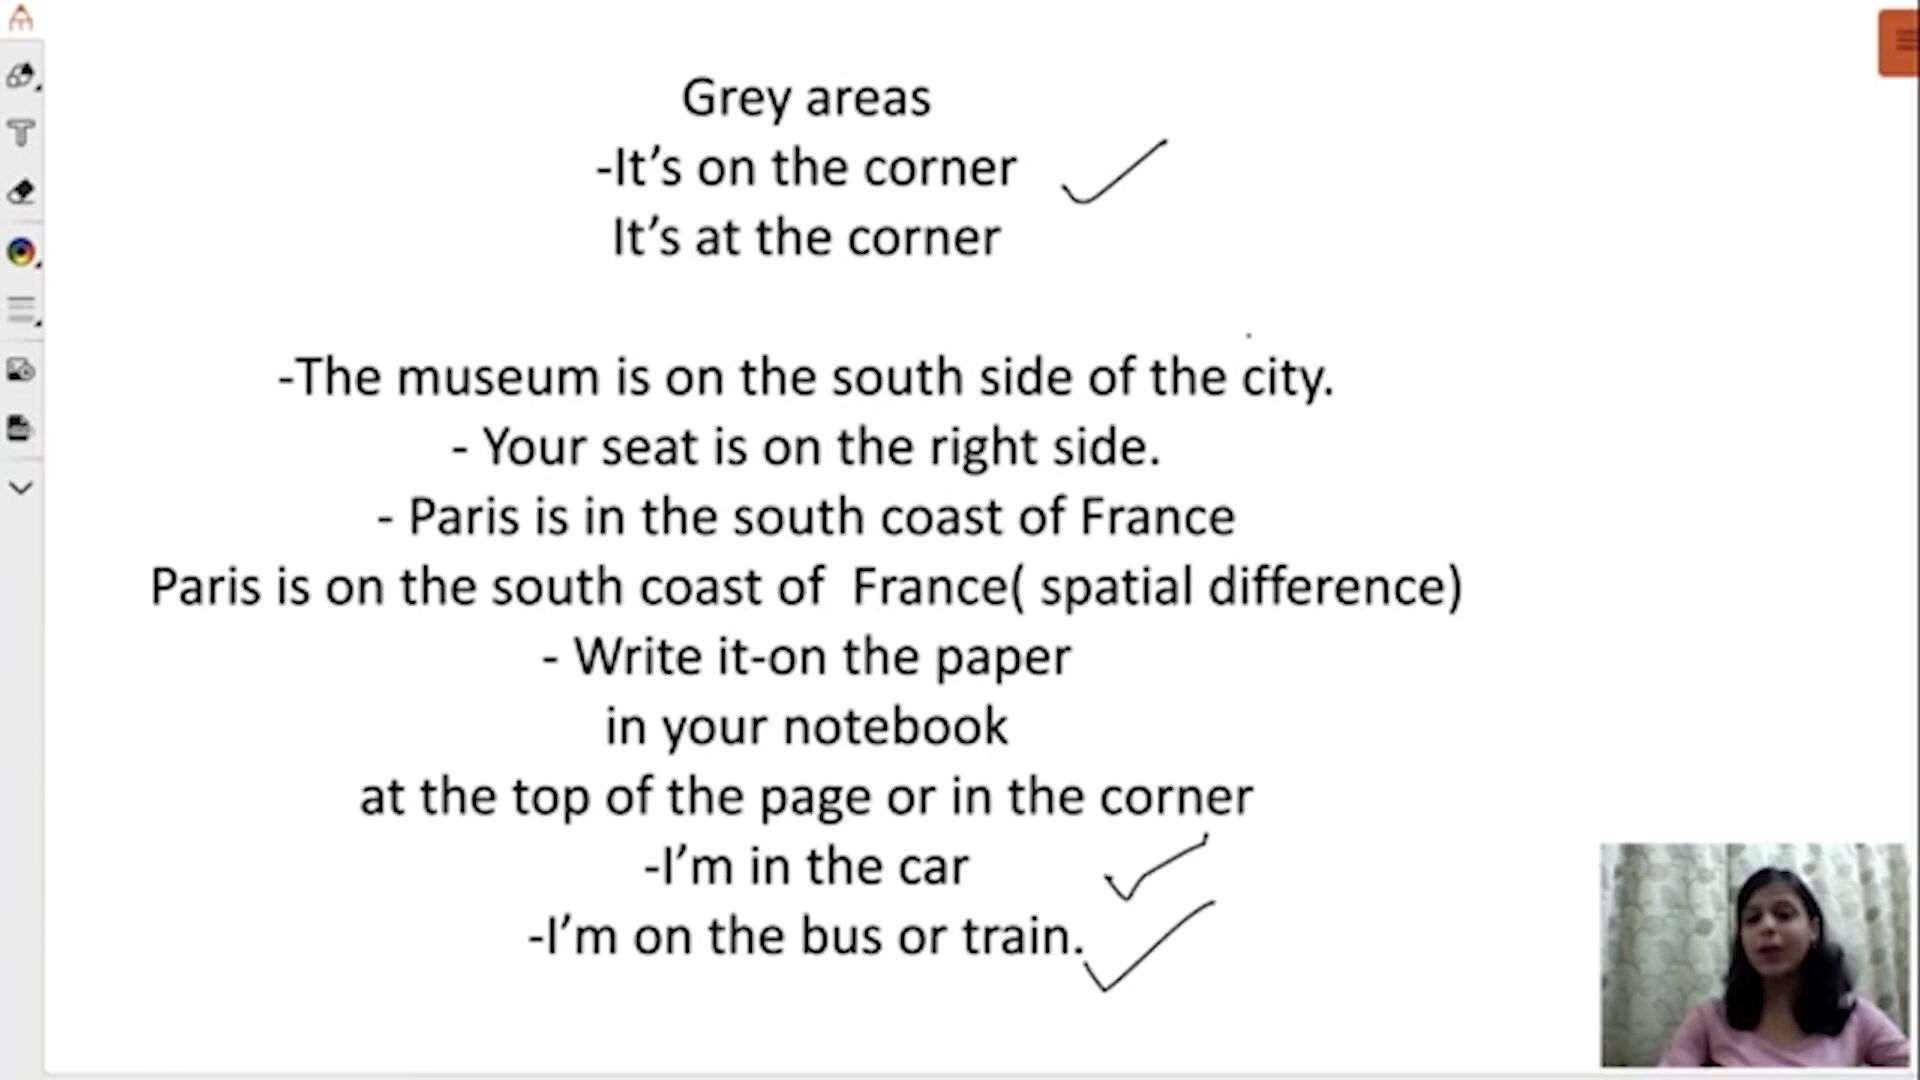 Grey areas
-It’s on the corner
It’s at the corner
-The museum is on the south side of the city.
- Your seat is on the right side.
- Paris is in the south coast of France
Paris is on the south coast of  France( spatial difference)
- Write it-on the paper
in your notebook
at the top of the page or in the corner
-I’m in the car
-I’m on the bus or train.